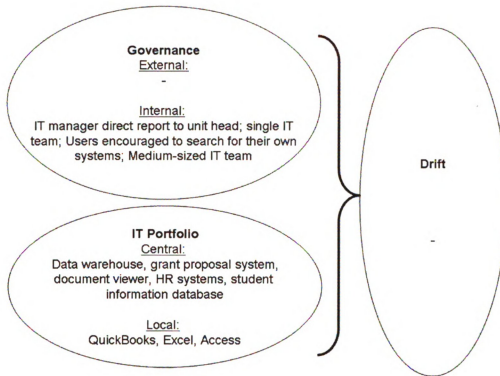 Governance
External:
-
Internal:
IT manager direct report to unit head; single IT
team; Users encouraged to search for their own
systems; Medium-sized IT team
IT Portfolio
Central:
Data warehouse, grant proposal system,
document viewer, HR systems, student
information database
Local:
QuickBooks, Excel, Access
Drift
-